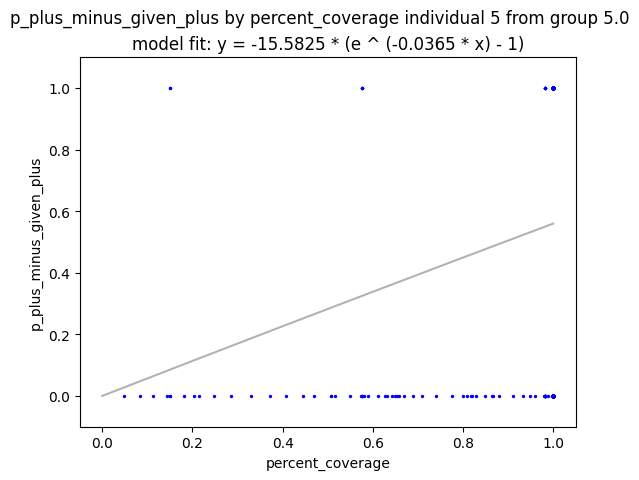 p_plus_minus_given_plus by percent_coverage individual 5 from group 5.0
model fit: y = -15.5825 * (e ^ (-0.0365 * x) - 1)
1.0
0.8
0.6
0.4
0.2
0.0
p_plus_minus_given_plus
0.0 0.2 0.4 0.6 0.8 1.0
percent_coverage